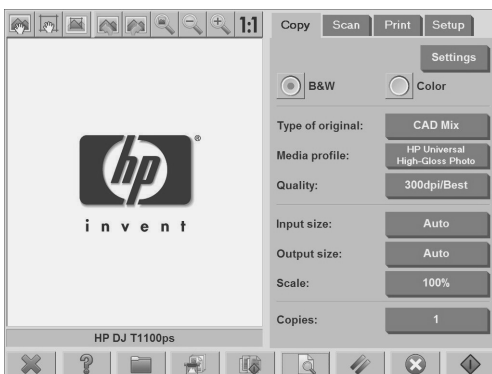 1:1
Copy Scan Print Setup
Settings
B&W Color
Type of original: CAD Mix
Media profile: HP Universal
High-Gloss Photo
Quality: 300dpi/Best
Input size: Auto
Output size: Auto
Scale: 100%
Copies: 1
hp®
invent
HP DJ T1100ps
?